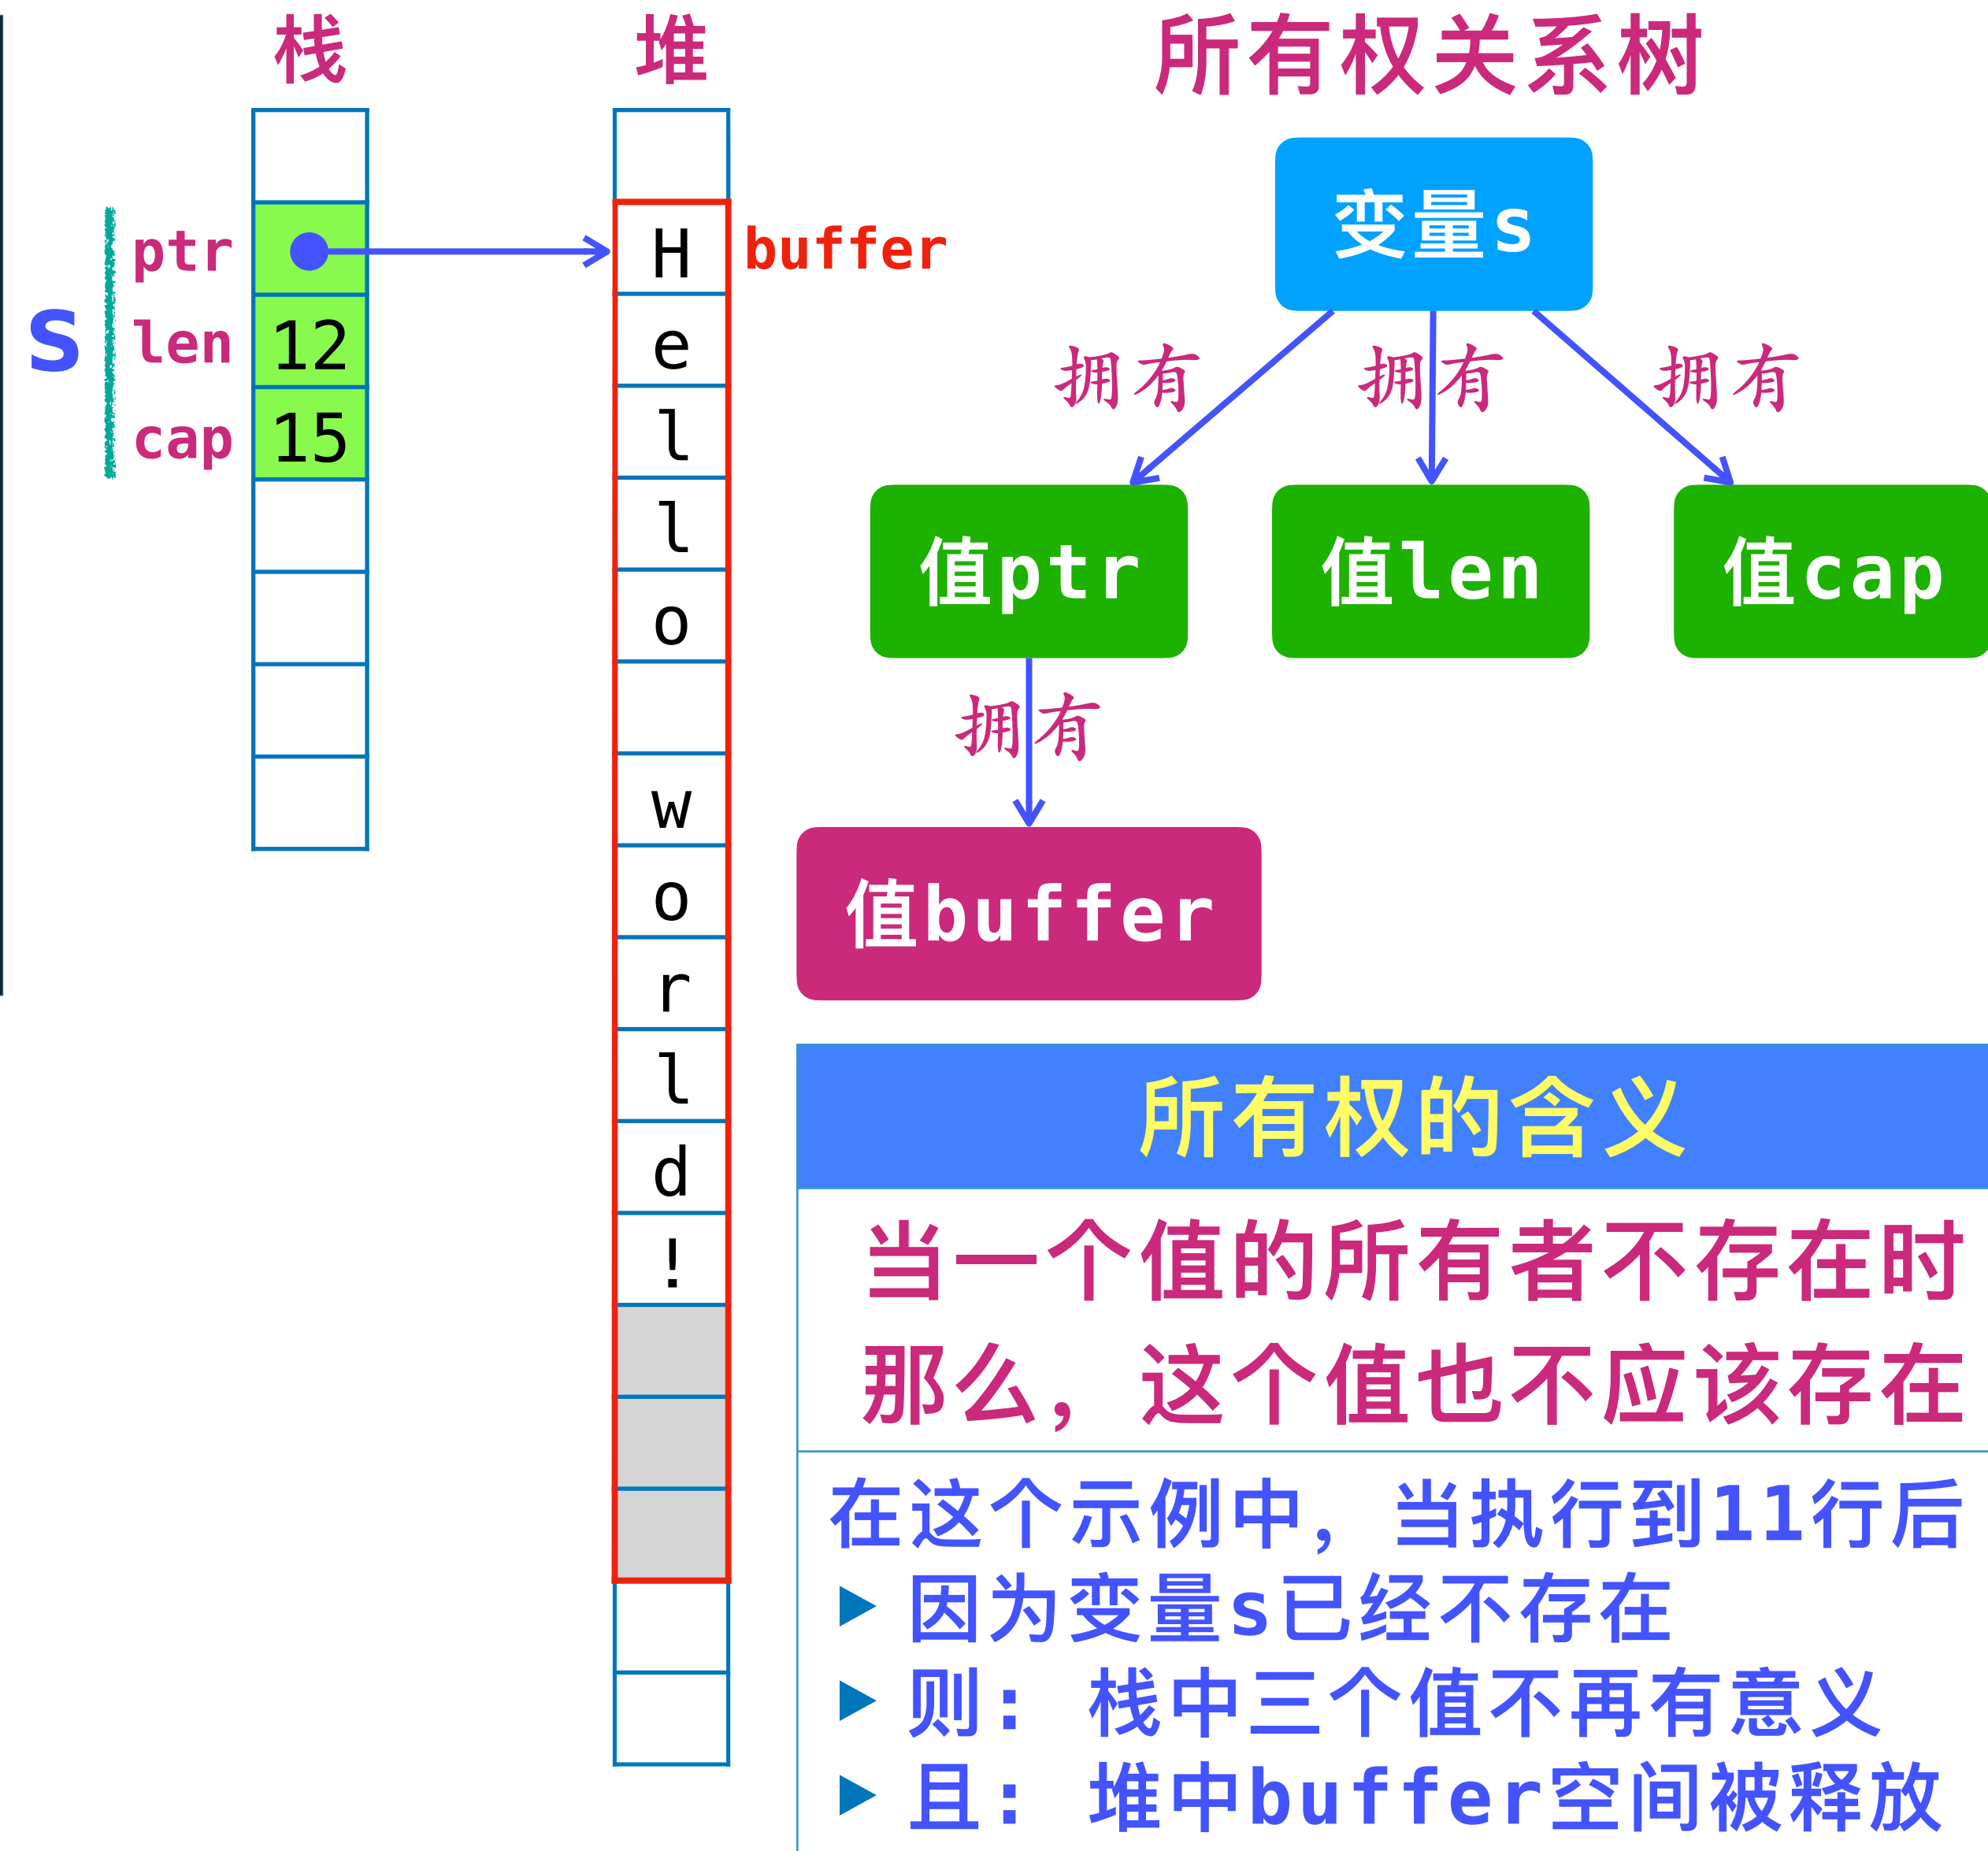 栈
堆
所有权关系树
s
ptr
len
cap
12
15
H
e
l
l
o
w
o
r
l
d
!
buffer
变量s
拥有
拥有
拥有
值ptr
值len
值cap
拥有
值buffer
所有权的含义
当一个值的所有者不存在时
那么，这个值也不应该存在
在这个示例中，当执行到11行后
因为变量s已经不存在
则：栈中三个值不再有意义
且：堆中buffer空间被释放